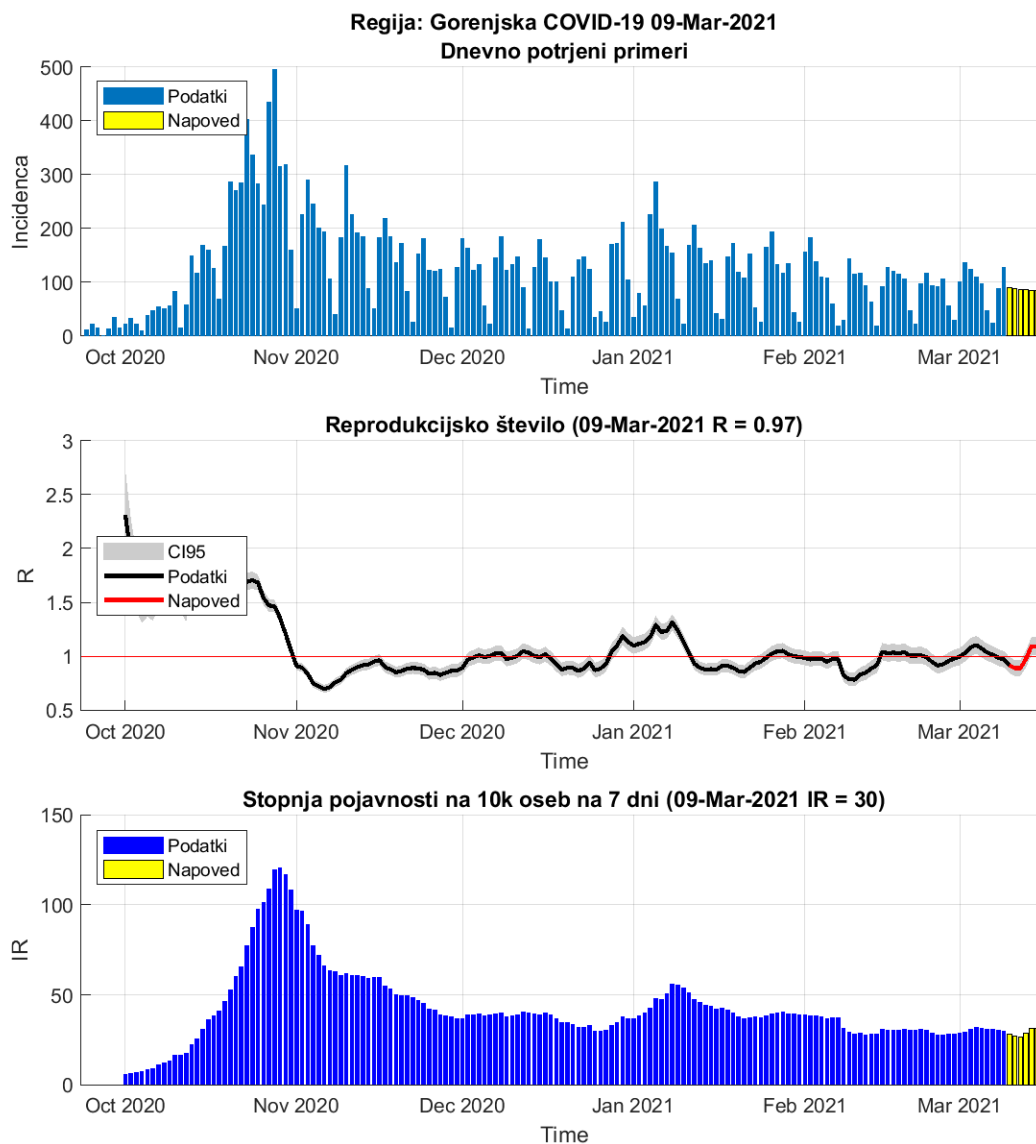 Regija: Gorenjska COVID-19 09-Mar-2021
Dnevno potrjeni primeri
500
400
300
200
100
0
Incidenca
Podatki
Napoved
Oct 2020 Nov 2020 Dec 2020 Jan 2021 Feb 2021 Mar 2021
Time
Reprodukcijsko število (09-Mar-2021 R = 0.97)
3
2.5
2
1.5
1
0.5
R
CI95
Podatki
Napoved
Oct 2020 Nov 2020 Dec 2020 Jan 2021 Feb 2021 Mar 2021
Time
Stopnja pojavnosti na 10k oseb na 7 dni (09-Mar-2021 IR = 30)
150
100
50
0
IR
Podatki
Napoved
Oct 2020 Nov 2020 Dec 2020 Jan 2021 Feb 2021 Mar 2021
Time